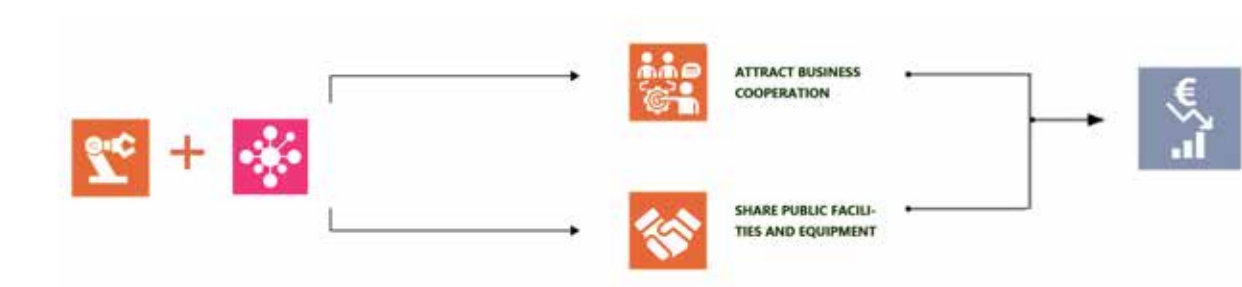 ATTRACT BUSINESS
COOPERATION
SHARE PUBLIC FACILI-
TIES AND EQUIPMENT
€